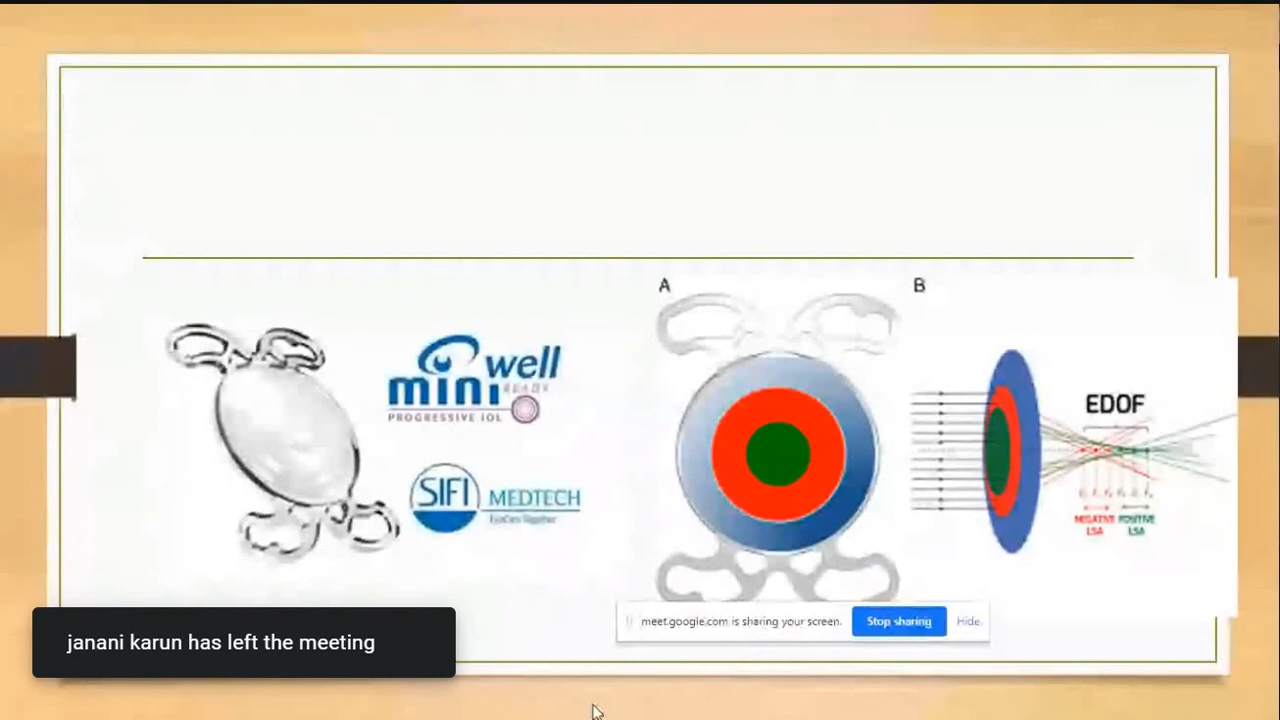 A
B
well
mini READY
PROGRESSIVE IOL
EDOF
SIFI
MEDTECH
NEGATIVE POSITIVE
LSA LSA
meet.google.com is sharing your screen.
Stop sharing
Hide
janani karun has left the meeting